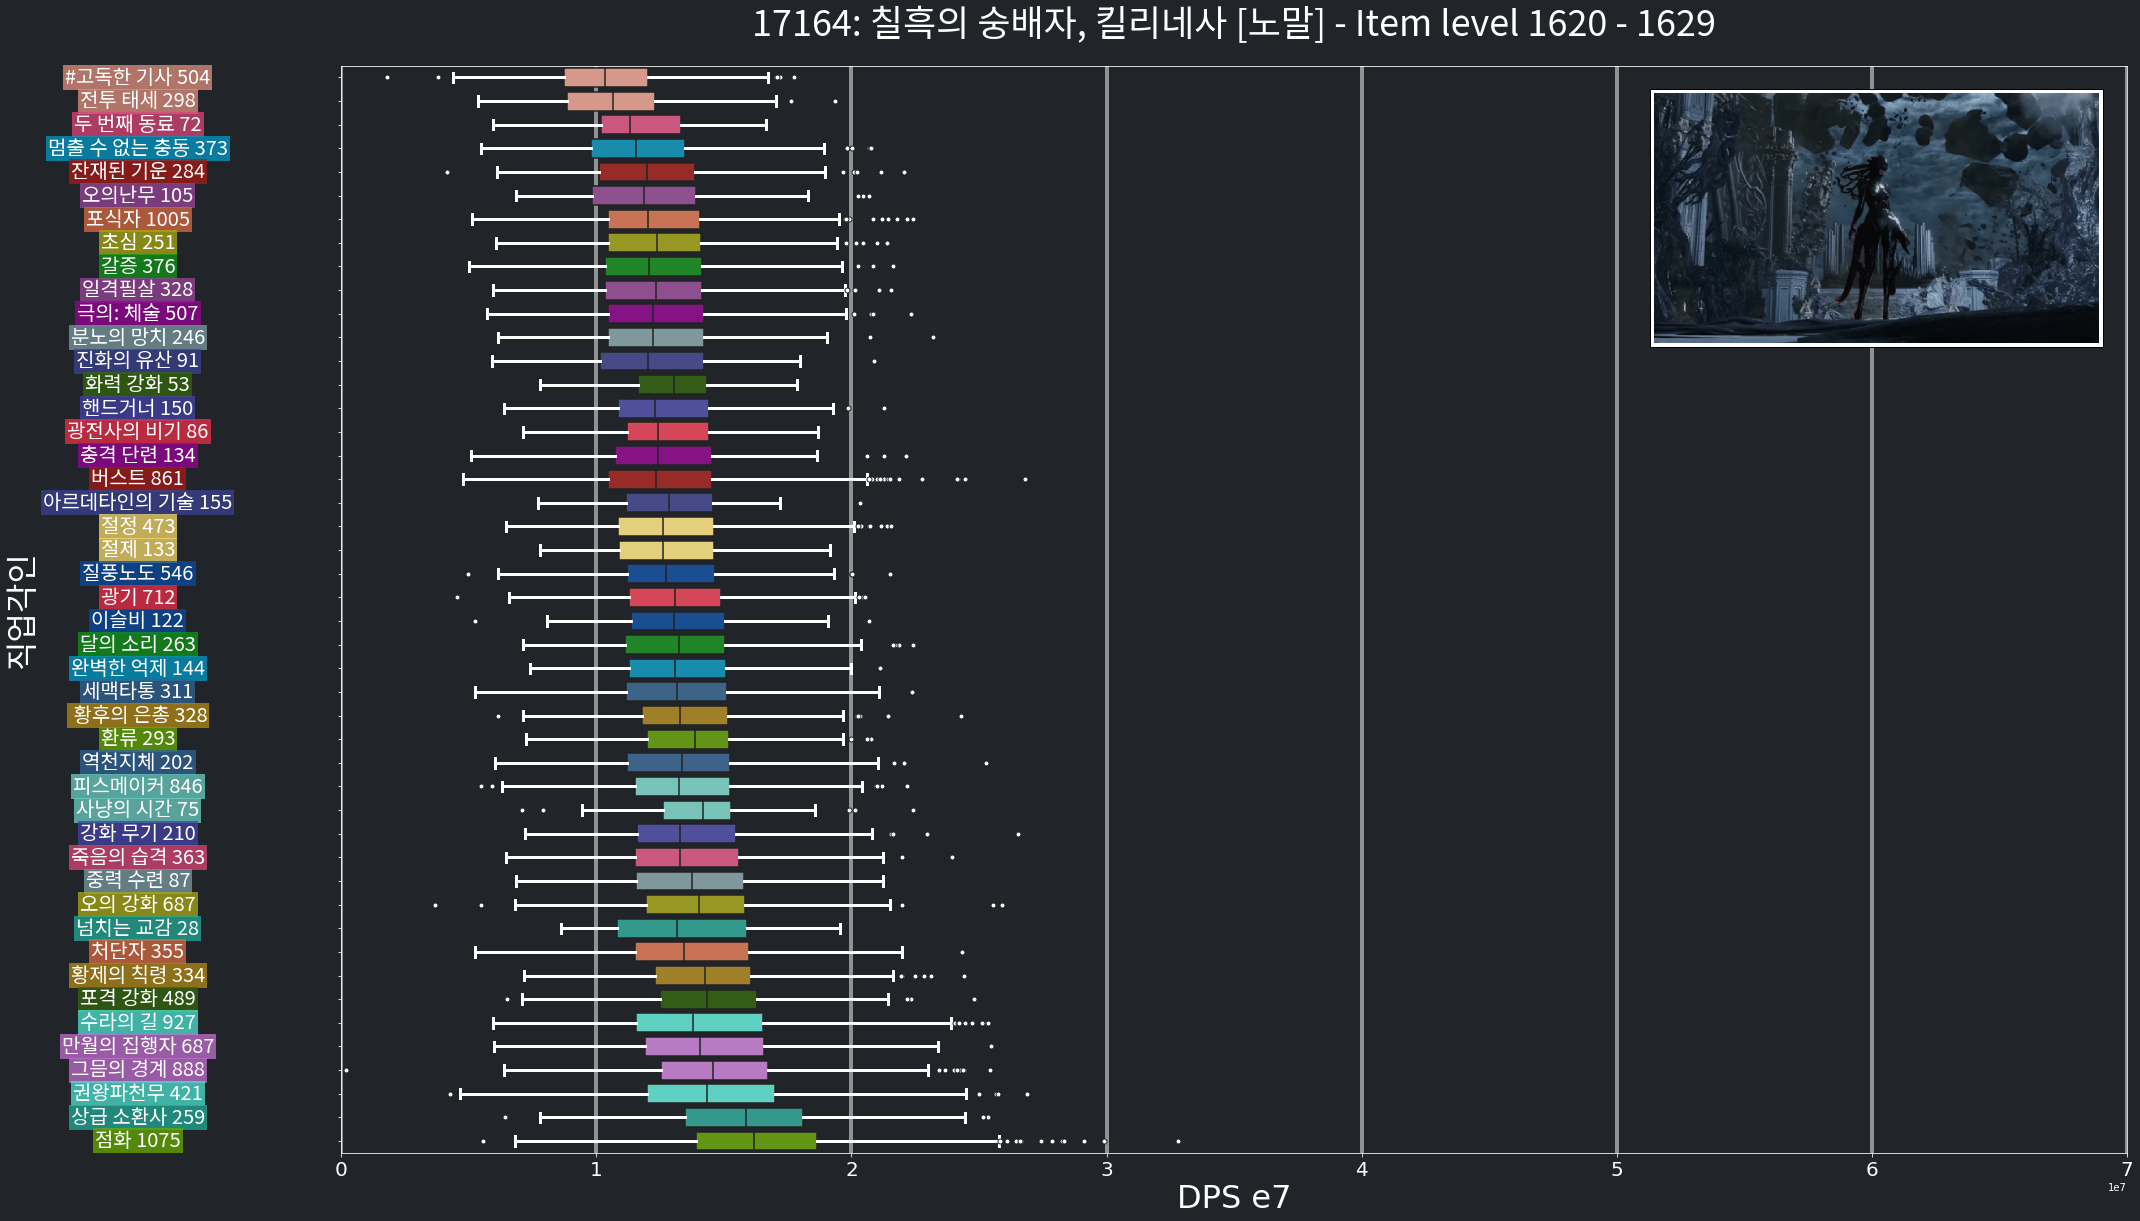 17164: 칠흑의 숭배자, 킬리네사 [노말] - Item level 1620 - 1629
#고독한 기사 504
전투 태세 298
두 번째 동료 72
멈출 수 없는 충동 373
잔재된 기운 284
오의난무 105
포식자 1005
초심 251
갈증 376
일격필살 328
극의: 체술 507
분노의 망치 246
진화의 유산 91
화력 강화 53
핸드거너 150
광전사의 비기 86
충격 단련 134
버스트 861
아르데타인의 기술 155
절정 473
절제 133
질풍노도 546
광기 712
이슬비 122
달의 소리 263
완벽한 억제 144
세맥타통 311
황후의 은총 328
환류 293
역천지체 202
피스메이커 846
사냥의 시간 75
강화 무기 210
죽음의 습격 363
중력 수련 87
오의 강화 687
넘치는 교감 28
처단자 355
황제의 칙령 334
포격 강화 489
수라의 길 927
만월의 집행자 687
그믐의 경계 888
권왕파천무 421
상급 소환사 259
점화 1075
직업각인
0 1 2 3 4 5 6 7
1e7
DPS e7